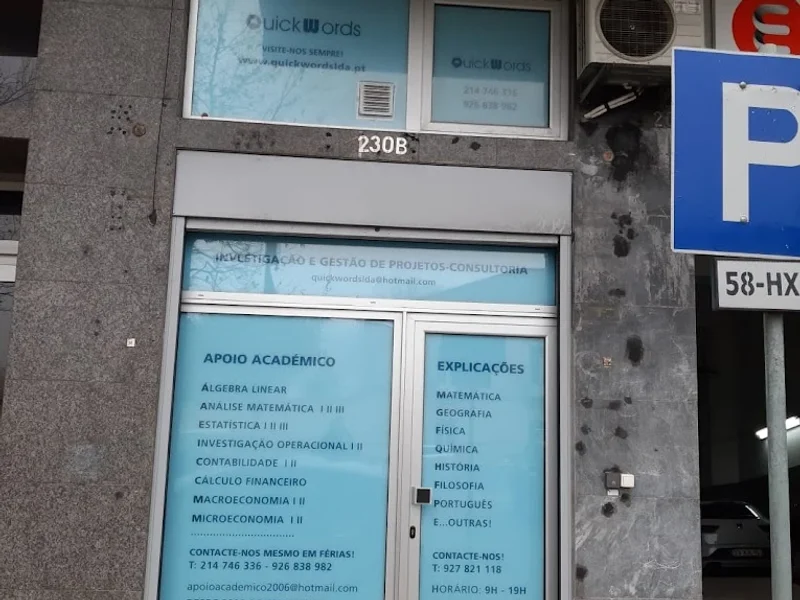 QuickWords
VISITE-NOS SEMPRE!
www.quickwordslda.pt
QuickWords
214 746 336
926 838 982
230B
P
58-HX
INVESTIGAÇÃO E GESTÃO DE PROJETOS-CONSULTORIA
quickwordslda@hotmail.com
APOIO ACADÉMICO
ÁLGEBRA LINEAR
ANÁLISE MATEMÁTICA I II III
ESTATÍSTICA I II III
INVESTIGAÇÃO OPERACIONAL I II
CONTABILIDADE I II
CÁLCULO FINANCEIRO
MACROECONOMIA I II
MICROECONOMIA I II
CONTACTE-NOS MESMO EM FÉRIAS!
T: 214 746 336 - 926 838 982
apoioacademico2006@hotmail.com
EXPLICAÇÕES
MATEMÁTICA
GEOGRAFIA
FÍSICA
QUÍMICA
HISTÓRIA
FILOSOFIA
PORTUGUÊS
E...OUTRAS!
CONTACTE-NOS!
T: 927 821 118
HORÁRIO: 9H - 19H